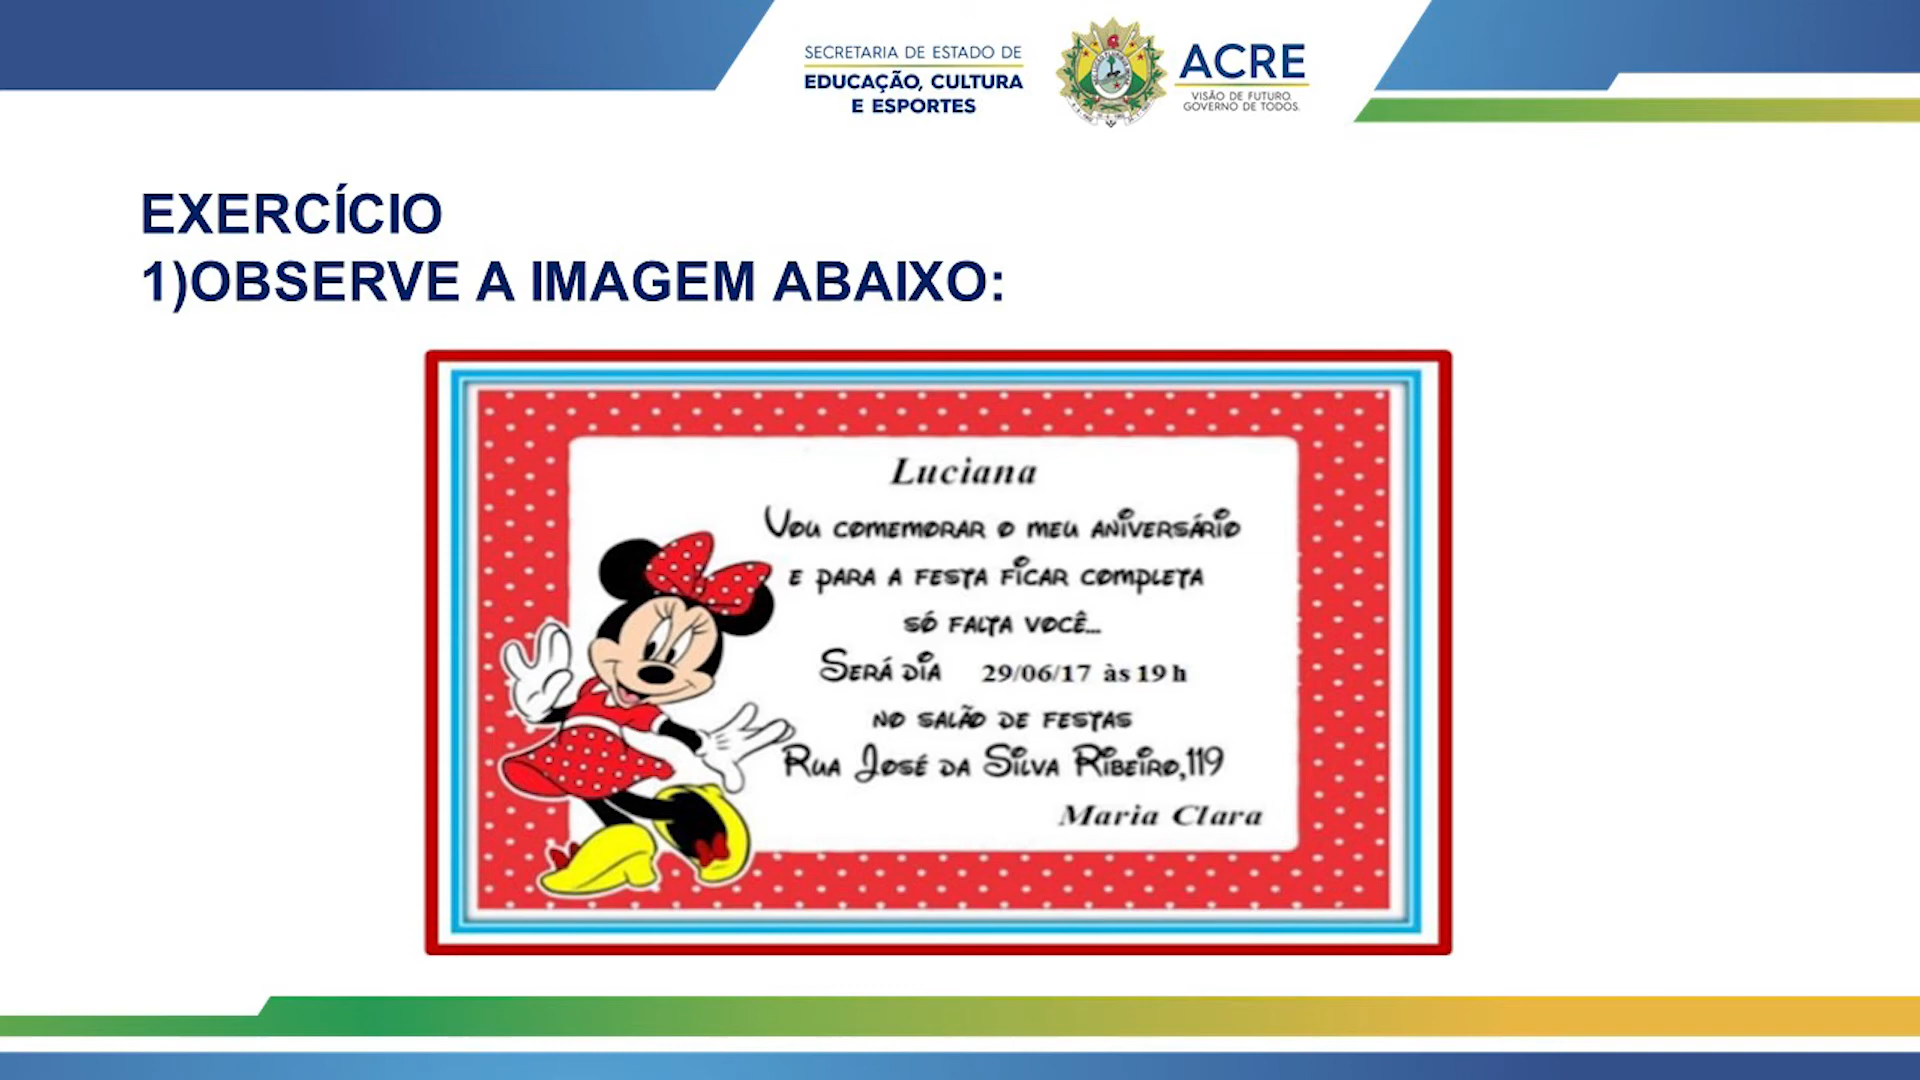 SECRETARIA DE ESTADO DE
EDUCAÇÃO, CULTURA
E ESPORTES
ACRE
VISÃO DE FUTURO.
GOVERNO DE TODOS.
EXERCÍCIO
1)OBSERVE A IMAGEM ABAIXO:
Luciana
Vou comemorar o meu aniversário
e para a festa ficar completa
só falta você...
Será dia 29/06/17 às 19 h
no salão de festas
Rua José da Silva Ribeiro,119
Maria Clara